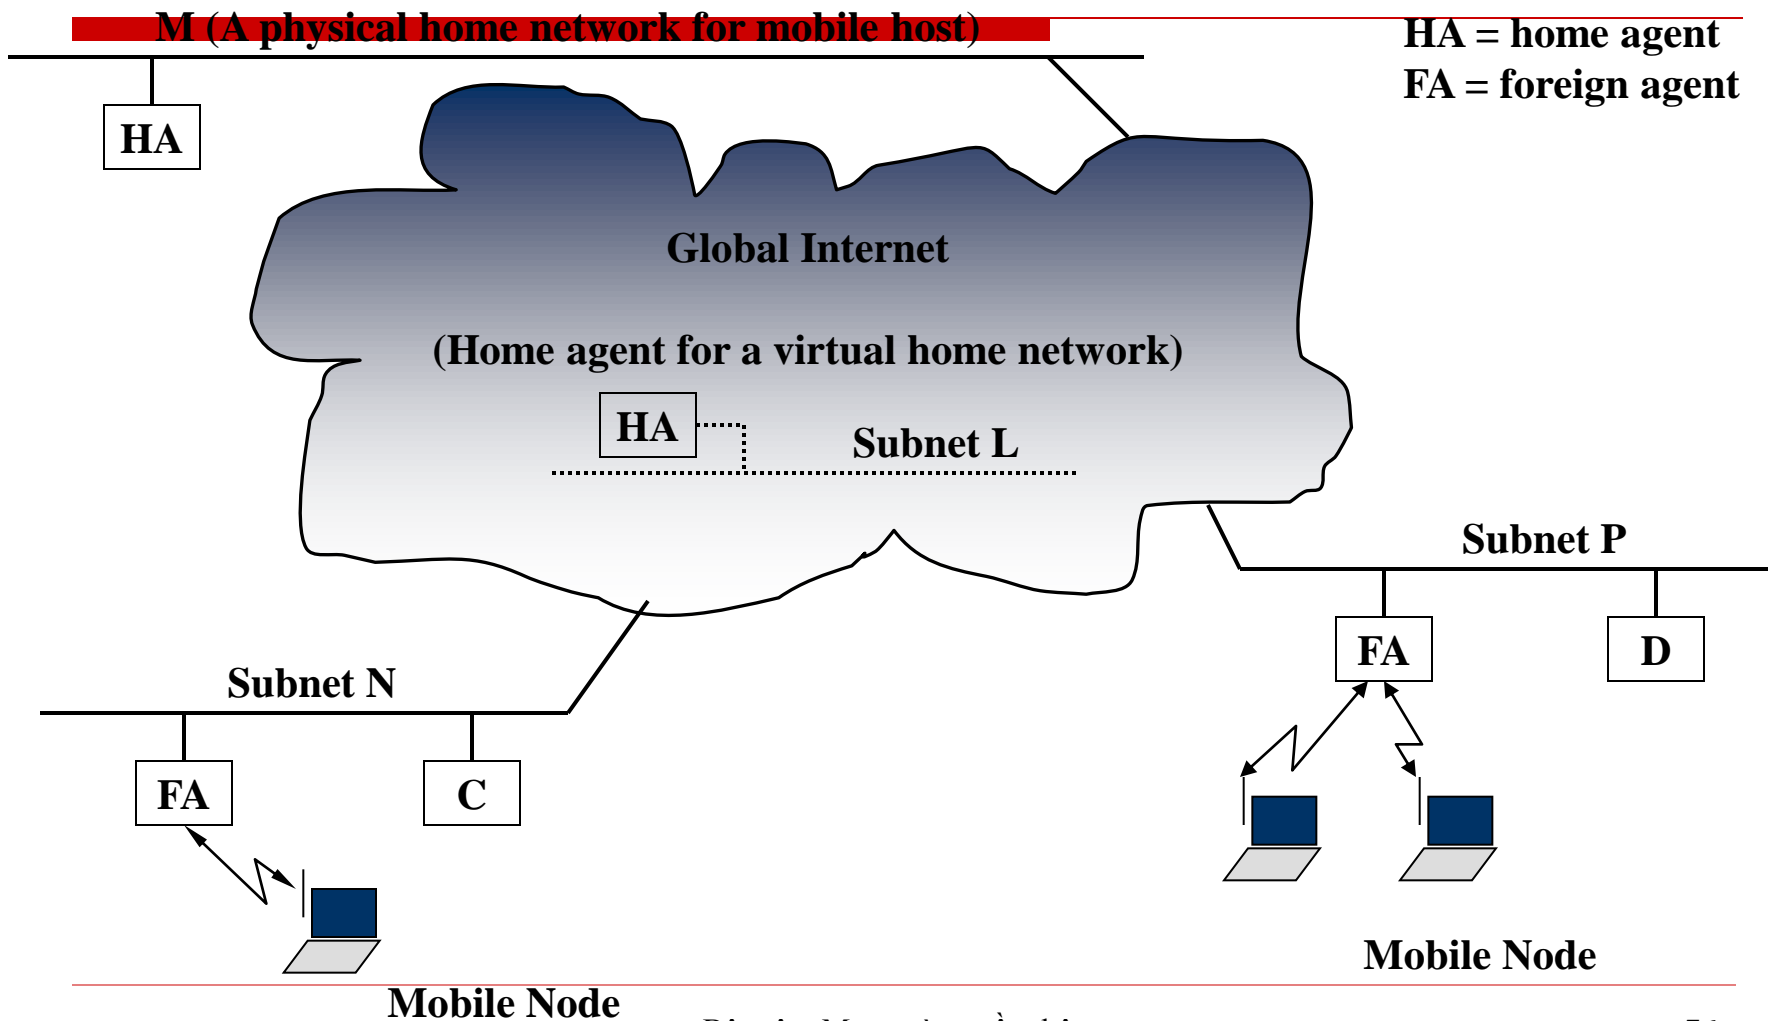 M (A physical home network for mobile host)
HA = home agent
FA = foreign agent
HA
Global Internet
(Home agent for a virtual home network)
HA
Subnet L
Subnet P
FA
D
Subnet N
FA
C
Mobile Node
Mobile Node